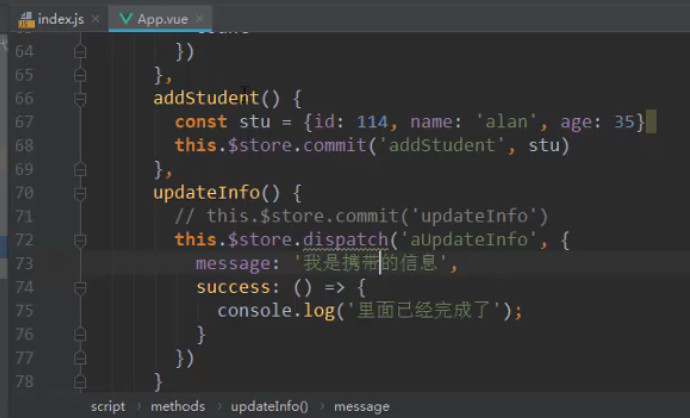 index.js × App.vue ×
64 })
65 },
66 addStudent() {
67 const stu = {id: 114, name: 'alan', age: 35}
68 this.$store.commit('addStudent', stu)
69 },
70 updateInfo() {
71 // this.$store.commit('updateInfo')
72 this.$store.dispatch('aUpdateInfo', {
73 message: '我是携带的信息',
74 success: () => {
75 console.log('里面已经完成了');
76 }
77 })
78 }
script > methods > updateInfo() > message